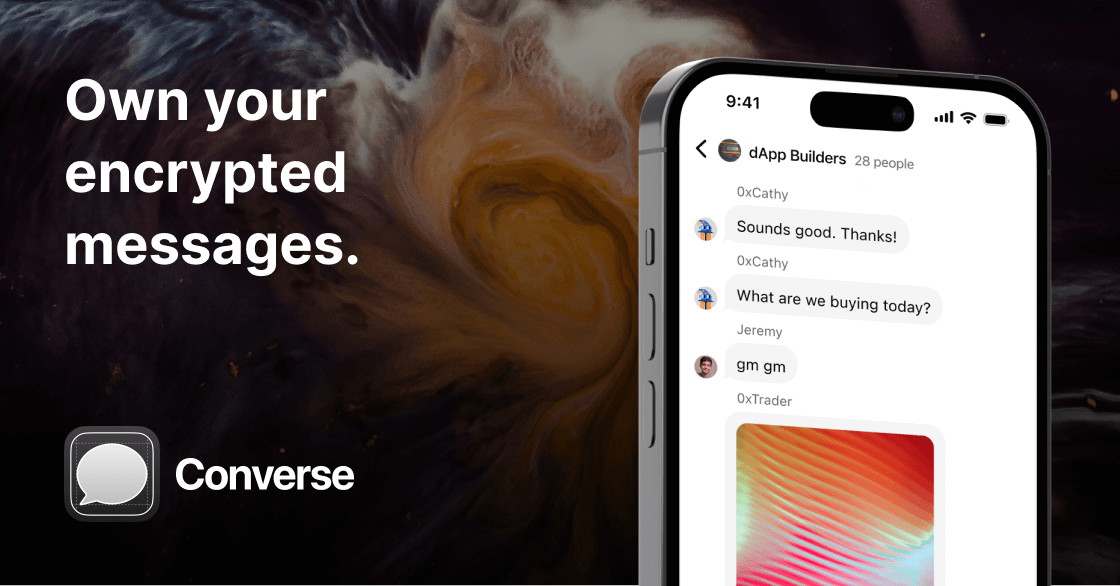 Own your
encrypted
messages.
Converse
9:41
dApp Builders 28 people
0xCathy
Sounds good. Thanks!
0xCathy
What are we buying today?
Jeremy
gm gm
0xTrader